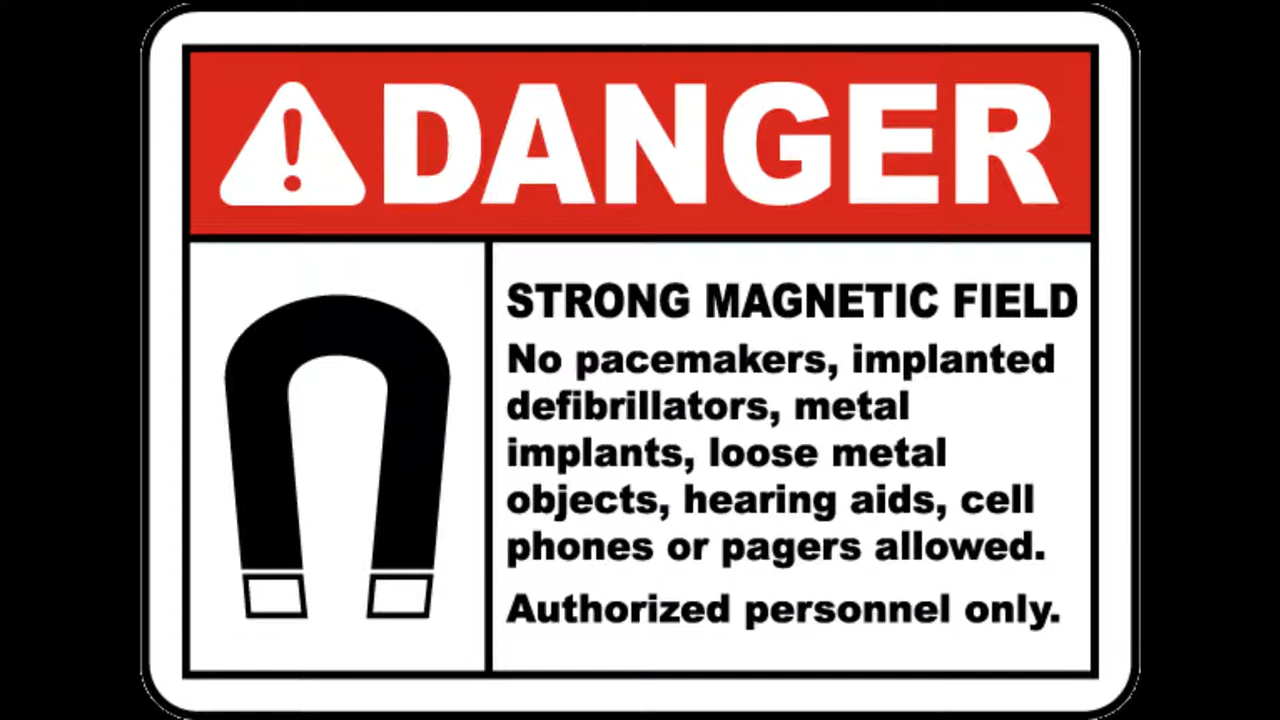 DANGER
STRONG MAGNETIC FIELD
No pacemakers, implanted
defibrillators, metal
implants, loose metal
objects, hearing aids, cell
phones or pagers allowed.
Authorized personnel only.